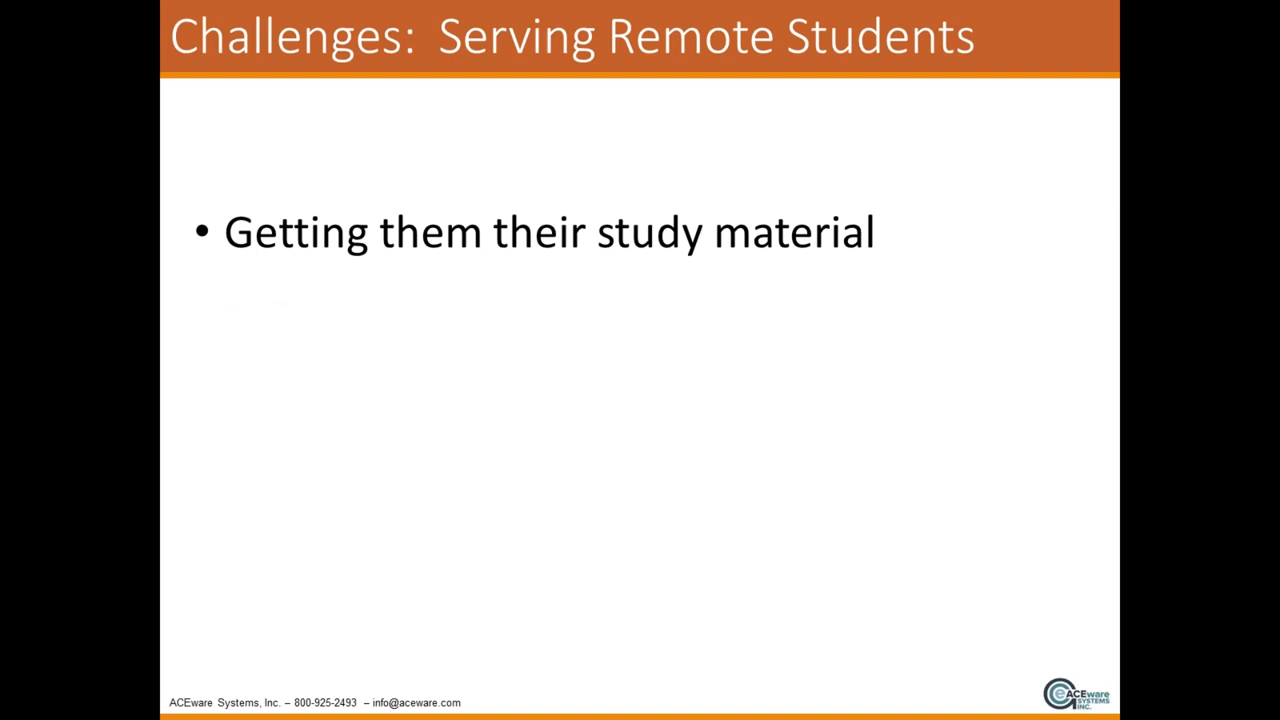 Challenges:  Serving Remote Students
• Getting them their study material
ACEware Systems, Inc. – 800-925-2493 – info@aceware.com
ACEware
SYSTEMS
INC.